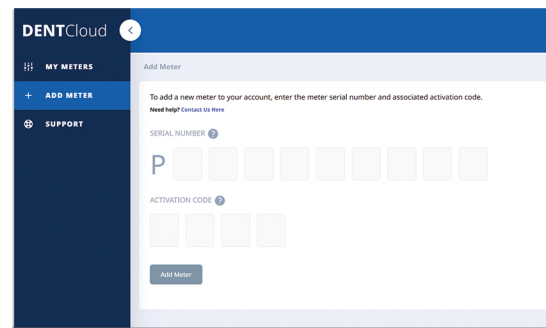 DENTCloud
MY METERS
ADD METER
SUPPORT
Add Meter
To add a new meter to your account, enter the meter serial number and associated activation code.
Need help? Contact Us Here
SERIAL NUMBER ?
P
ACTIVATION CODE ?
Add Meter